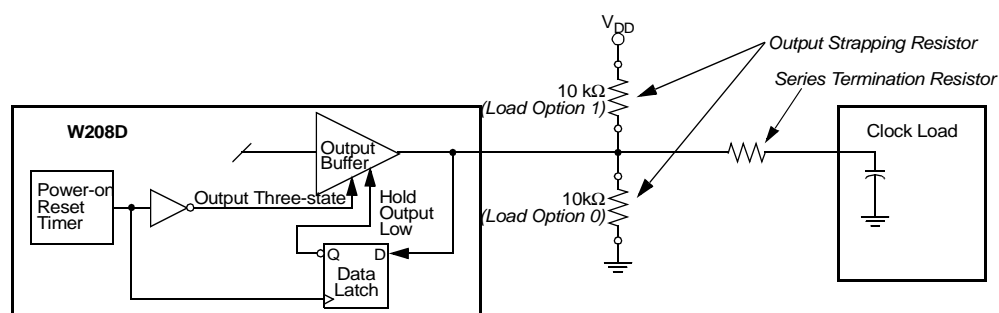 VDD
Output Strapping Resistor
Series Termination Resistor
10 kΩ
(Load Option 1)
W208D
Output
Buffer
Clock Load
Power-on
Reset
Timer
Output Three-state
Hold
Output
Low
10kΩ
(Load Option 0)
Q
D
Data
Latch